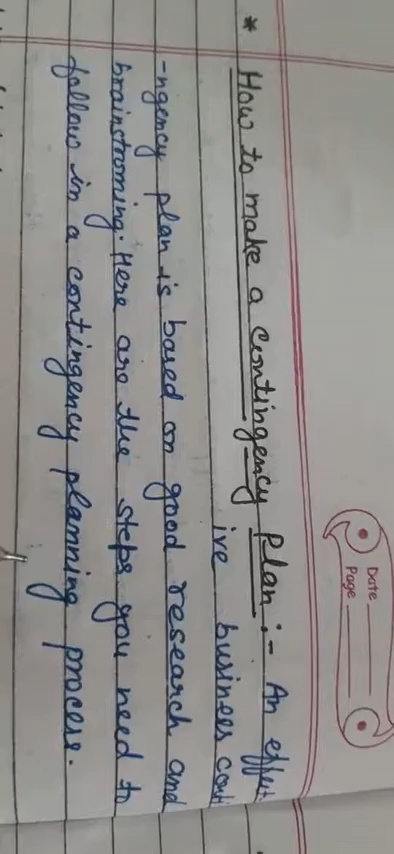 Date
Page
* How to make a contingency plan :- An effect
ive business conti
-ngency plan is based on good research and
brainstroming. Here are the steps you need to
follow in a contingency planning process.